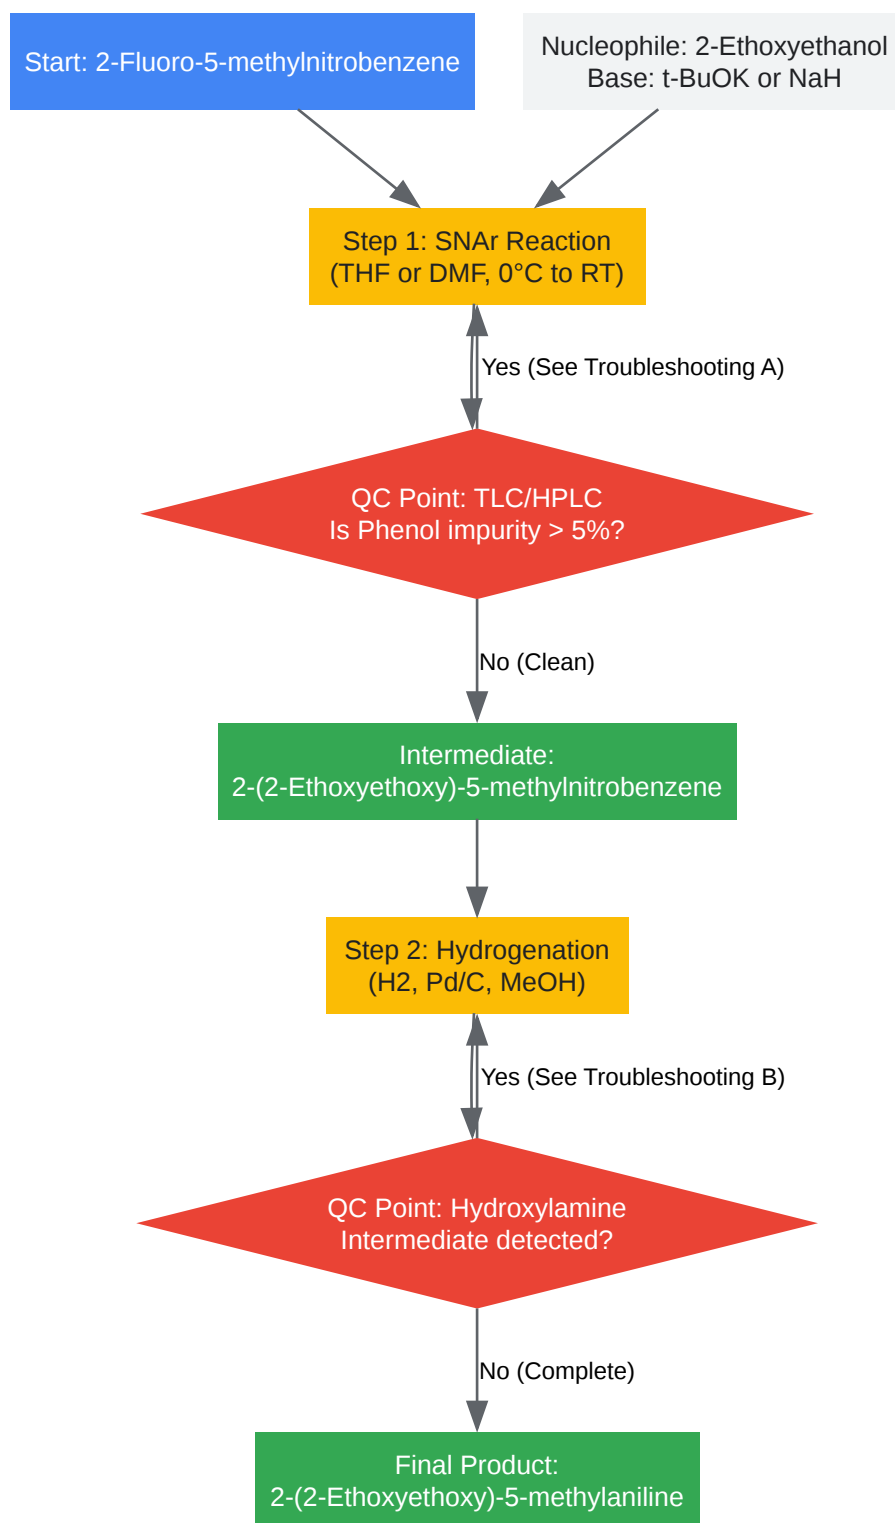 Start: 2-Fluoro-5-methylnitrobenzene
Nucleophile: 2-Ethoxyethanol
Base: t-BuOK or NaH
Step 1: SNAr Reaction
(THF or DMF, 0°C to RT)
Yes (See Troubleshooting A)
QC Point: TLC/HPLC
Is Phenol impurity > 5%?
No (Clean)
Intermediate:
2-(2-Ethoxyethoxy)-5-methylnitrobenzene
Step 2: Hydrogenation
(H2, Pd/C, MeOH)
Yes (See Troubleshooting B)
QC Point: Hydroxylamine
Intermediate detected?
No (Complete)
Final Product:
2-(2-Ethoxyethoxy)-5-methylaniline